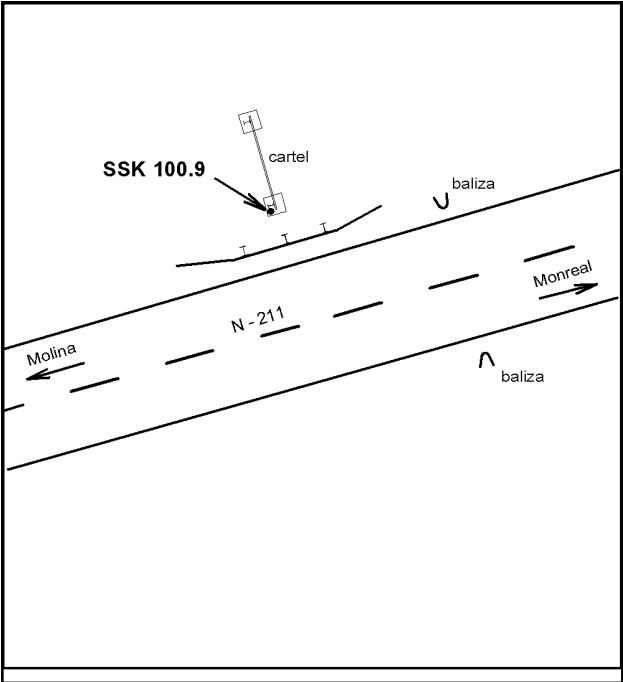 cartel
SSK 100.9
baliza
Monreal
N - 211
Molina
baliza